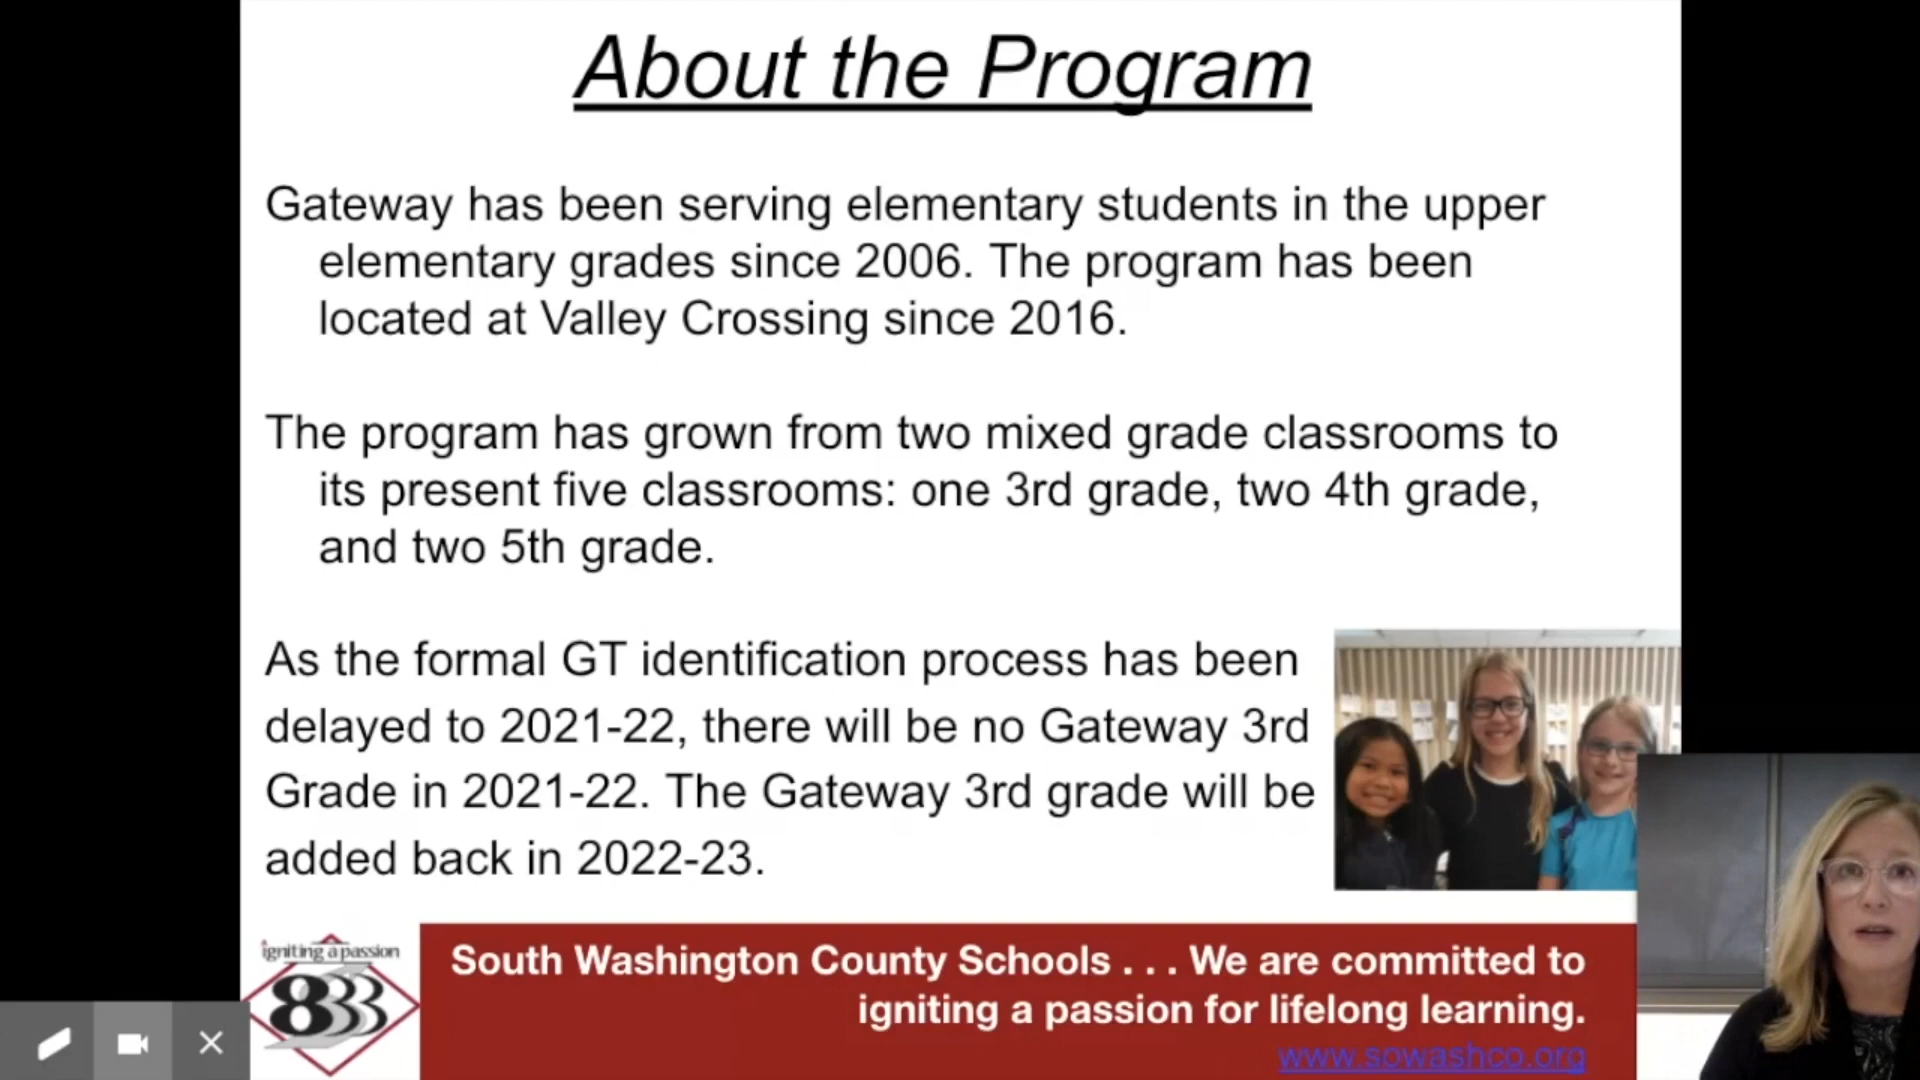 About the Program
Gateway has been serving elementary students in the upper
elementary grades since 2006. The program has been
located at Valley Crossing since 2016.
The program has grown from two mixed grade classrooms to
its present five classrooms: one 3rd grade, two 4th grade,
and two 5th grade.
As the formal GT identification process has been
delayed to 2021-22, there will be no Gateway 3rd
Grade in 2021-22. The Gateway 3rd grade will be
added back in 2022-23.
igniting a passion
833
South Washington County Schools . . . We are committed to
igniting a passion for lifelong learning.
www.sowashco.org